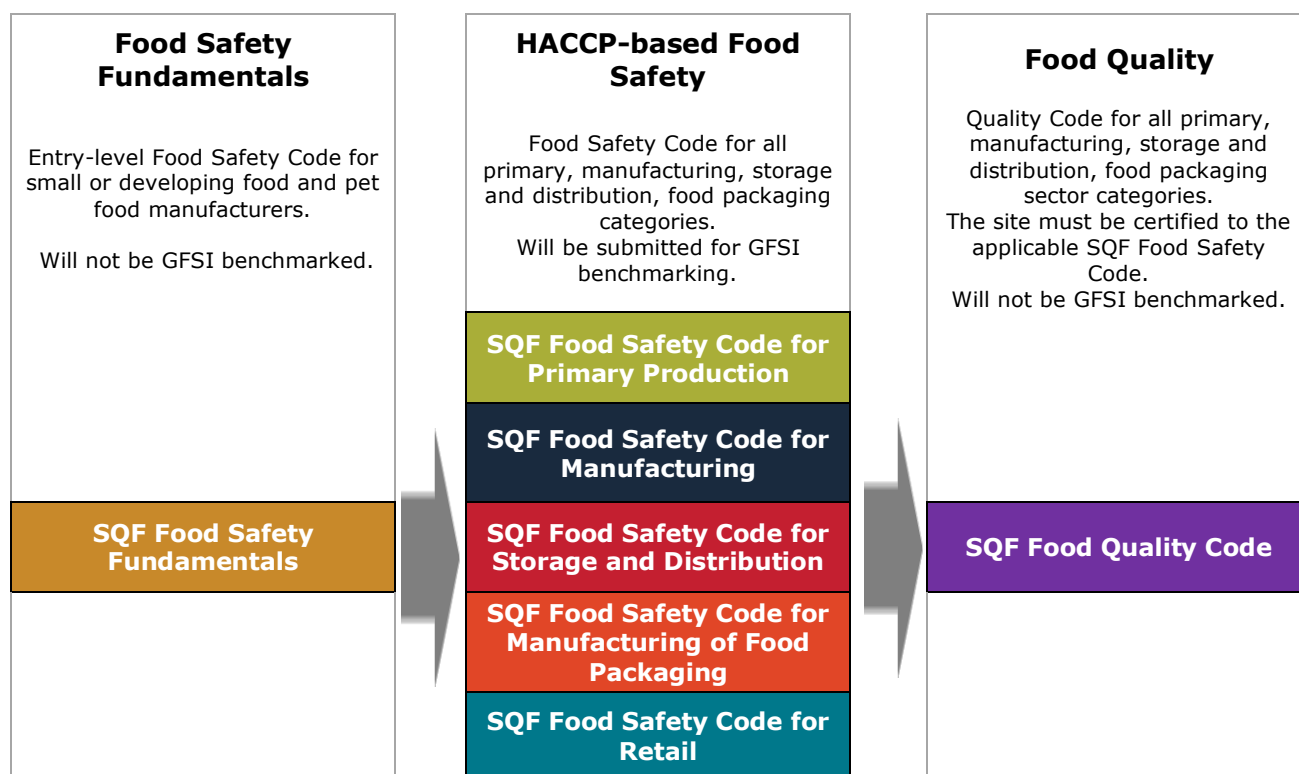 Food Safety
Fundamentals
Entry-level Food Safety Code for
small or developing food and pet
food manufacturers.
Will not be GFSI benchmarked.
SQF Food Safety
Fundamentals
HACCP-based Food
Safety
Food Safety Code for all
primary, manufacturing, storage
and distribution, food packaging
categories.
Will be submitted for GFSI
benchmarking.
SQF Food Safety Code for
Primary Production
SQF Food Safety Code for
Manufacturing
SQF Food Safety Code for
Storage and Distribution
SQF Food Safety Code for
Manufacturing of Food
Packaging
SQF Food Safety Code for
Retail
Food Quality
Quality Code for all primary,
manufacturing, storage and
distribution, food packaging
sector categories.
The site must be certified to the
applicable SQF Food Safety
Code.
Will not be GFSI benchmarked.
SQF Food Quality Code